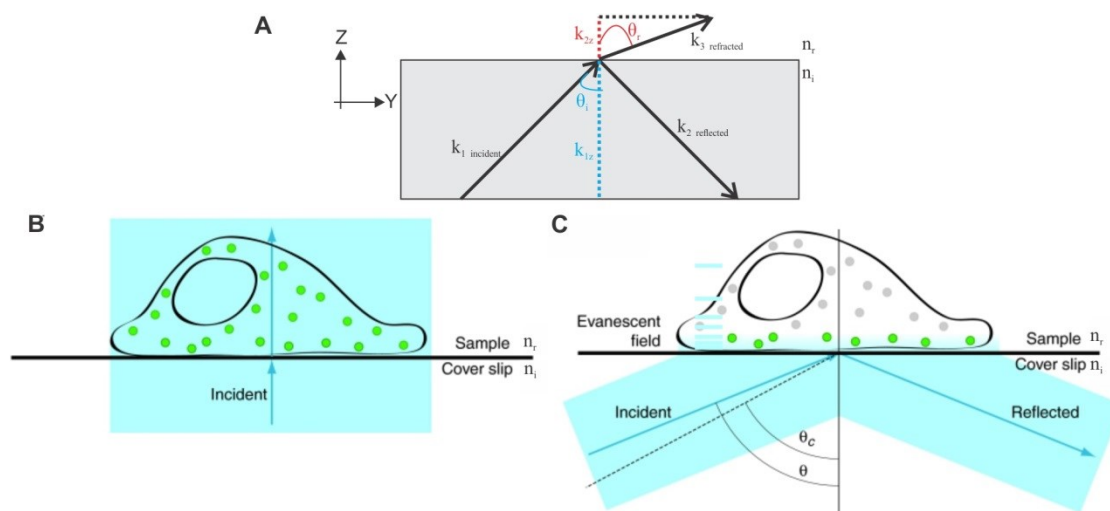 A
Z
Y
k2z
θr
k3 refracted
nr
ni
θi
k1 incident
k1z
k2 reflected
B
Sample nr
Cover slip ni
Incident
C
Evanescent
field
Sample nr
Cover slip ni
Incident
Reflected
θc
θ